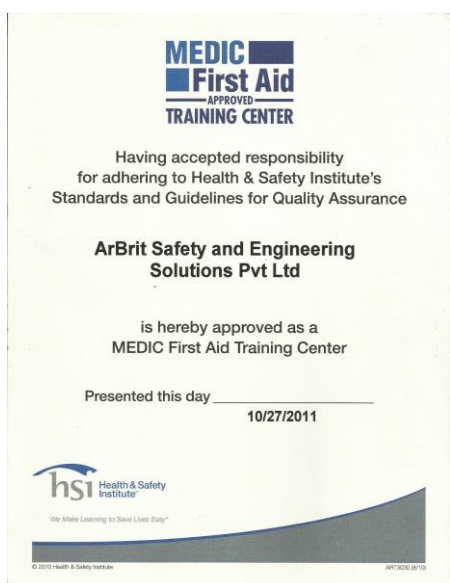 MEDIC
First Aid
APPROVED
TRAINING CENTER
Having accepted responsibility
for adhering to Health & Safety Institute's
Standards and Guidelines for Quality Assurance
ArBrit Safety and Engineering
Solutions Pvt Ltd
is hereby approved as a
MEDIC First Aid Training Center
Presented this day
10/27/2011
hsi Health & Safety
Institute™
We Make Learning to Save Lives Easy®
© 2010 Health & Safety Institute ART3030 (8/10)